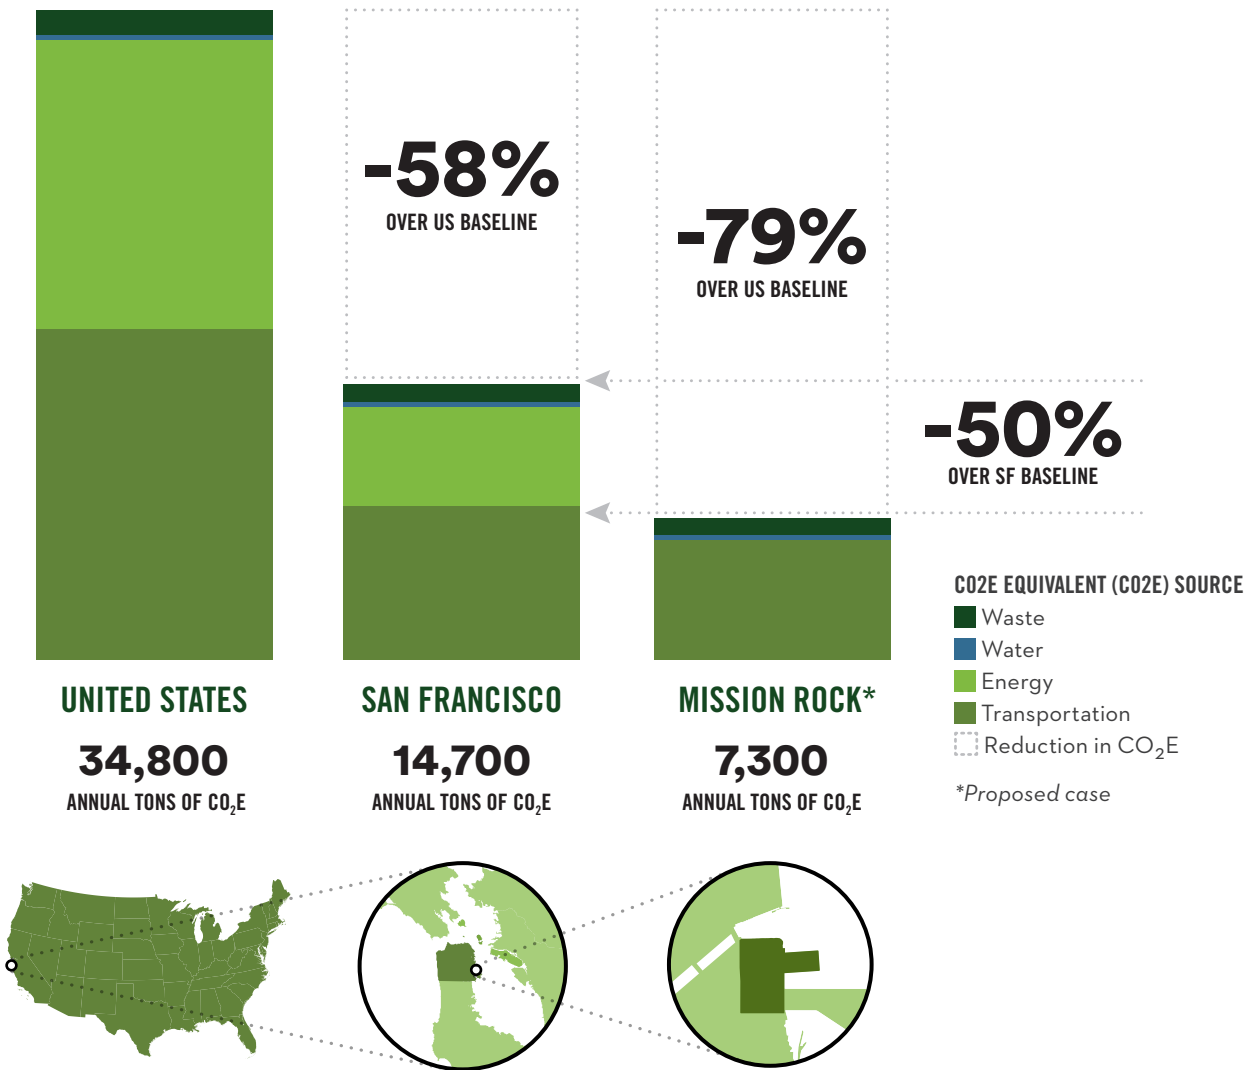 -58%
OVER US BASELINE
-79%
OVER US BASELINE
-50%
OVER SF BASELINE
CO2E EQUIVALENT (CO2E) SOURCE
Waste
Water
Energy
Transportation
Reduction in CO₂E
*Proposed case
UNITED STATES
34,800
ANNUAL TONS OF CO₂E
SAN FRANCISCO
14,700
ANNUAL TONS OF CO₂E
MISSION ROCK*
7,300
ANNUAL TONS OF CO₂E